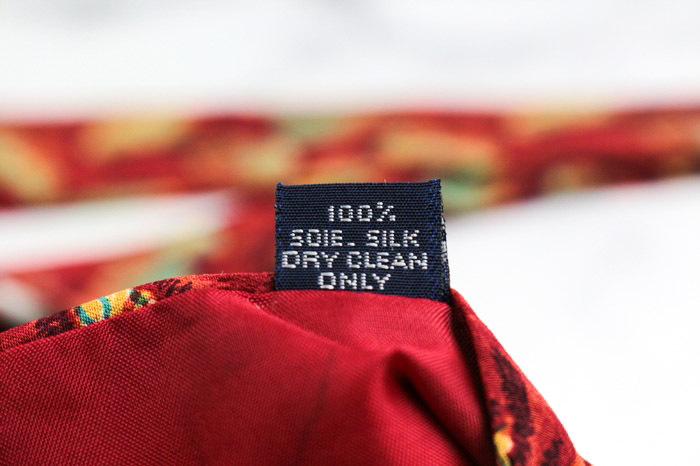 100%
SOIE. SILK
DRY CLEAN
ONLY